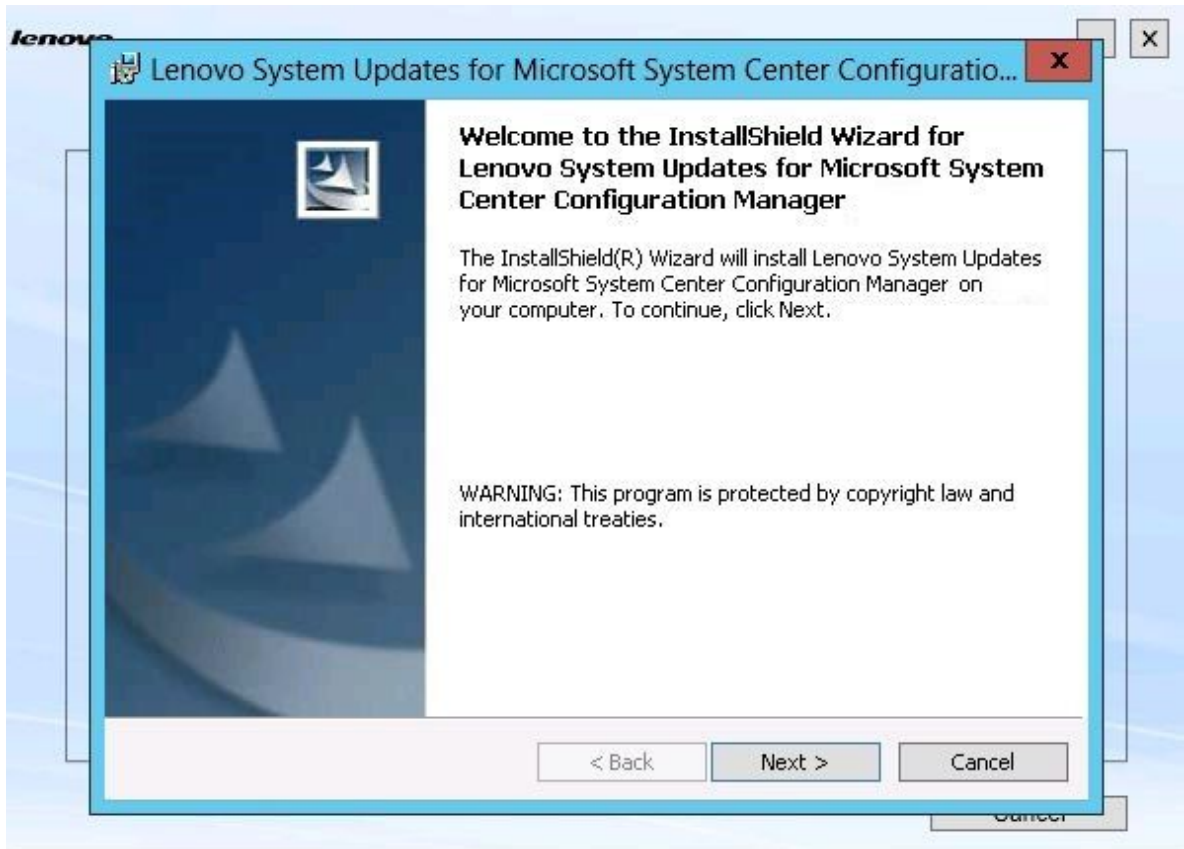 lenovo
Lenovo System Updates for Microsoft System Center Configuratio...
Welcome to the InstallShield Wizard for
Lenovo System Updates for Microsoft System
Center Configuration Manager
The InstallShield(R) Wizard will install Lenovo System Updates
for Microsoft System Center Configuration Manager on
your computer. To continue, click Next.
WARNING: This program is protected by copyright law and
international treaties.
< Back
Next >
Cancel
Cancel